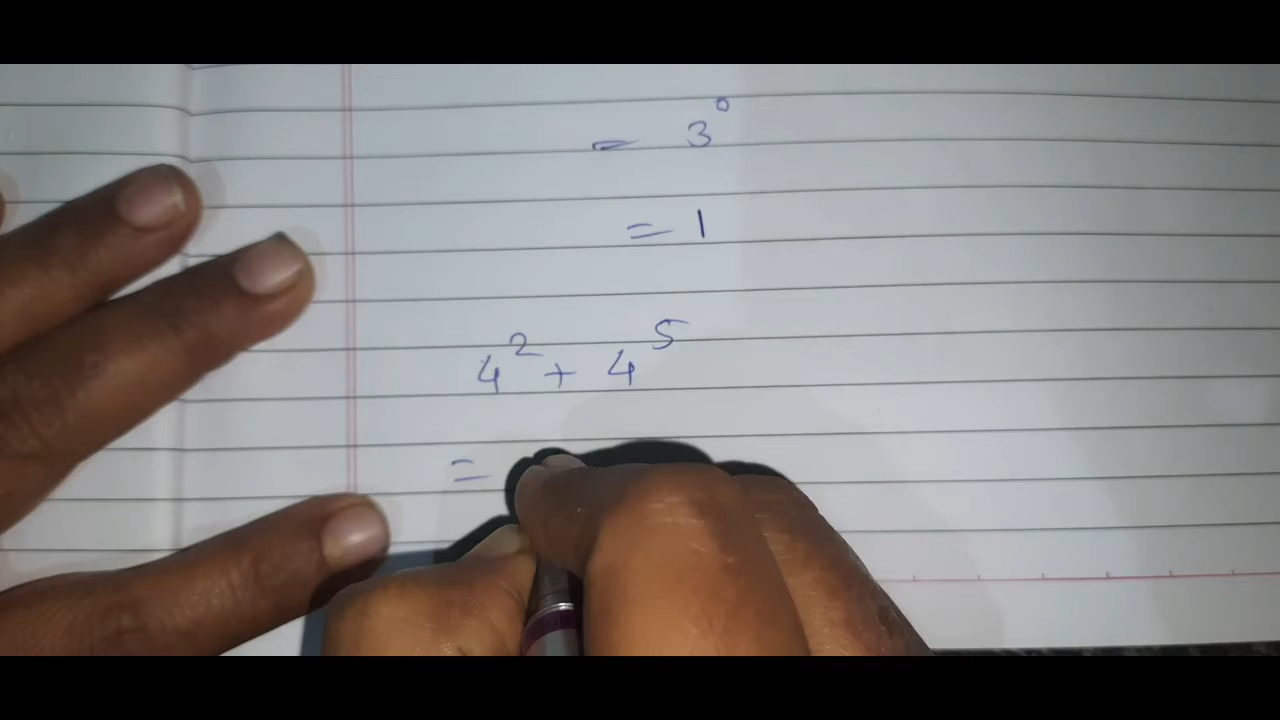 = 3⁰
= 1
4² + 4⁵
=